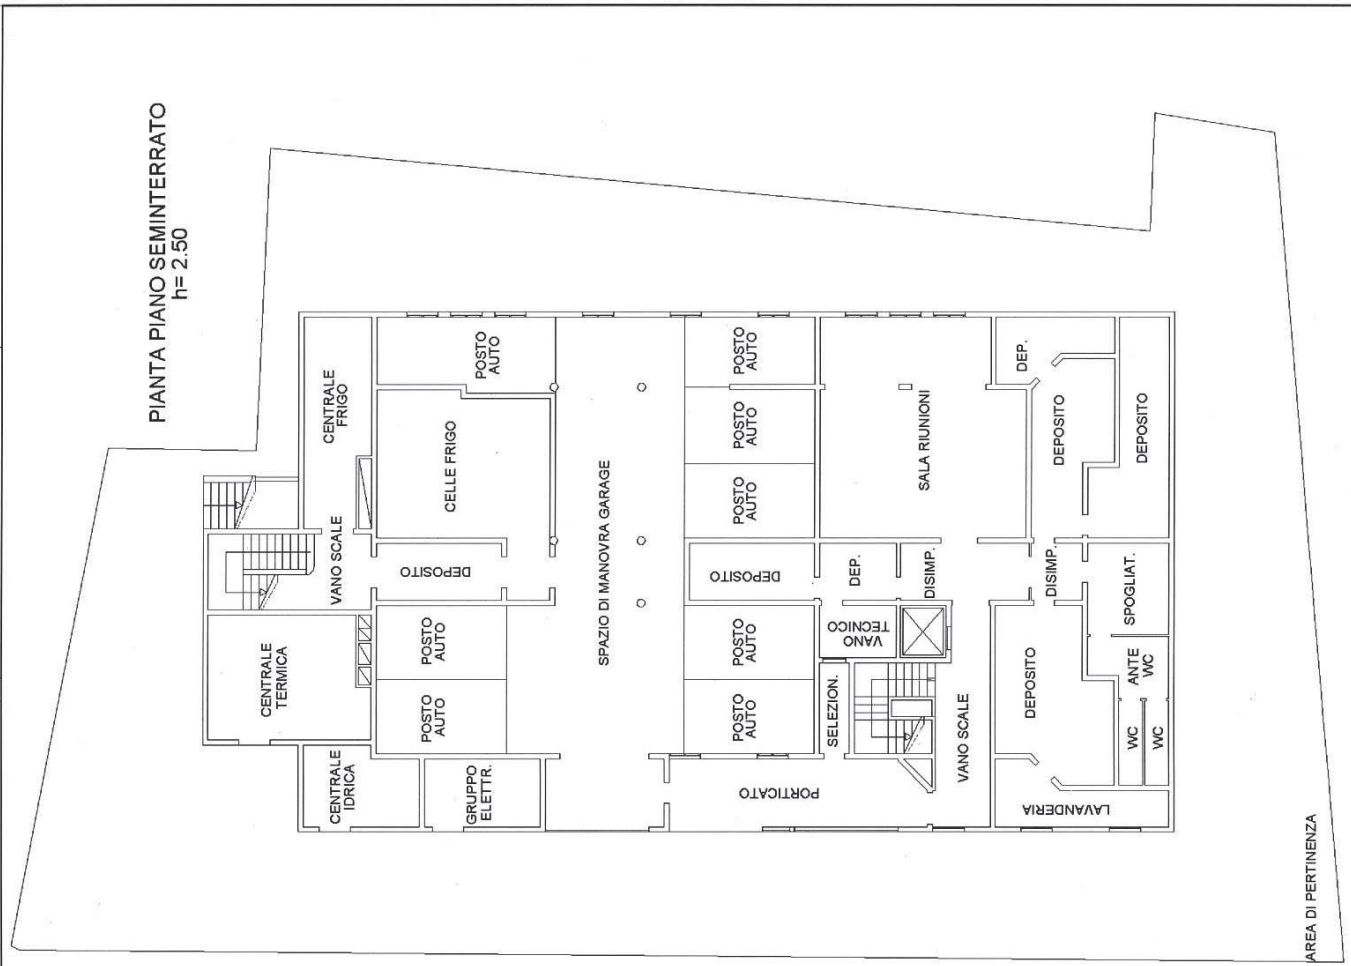 PIANTA PIANO SEMINTERRATO
h= 2.50
CENTRALE
FRIGO
POSTO
AUTO
POSTO
AUTO
DEP.
CELLE FRIGO
POSTO
AUTO
SALA RIUNIONI
DEPOSITO
DEPOSITO
POSTO
AUTO
VANO SCALE
DEPOSITO
SPAZIO DI MANOVRA GARAGE
DEPOSITO
DEP.
DISIMP.
DISIMP.
SPOGLIAT.
CENTRALE
TERMICA
POSTO
AUTO
POSTO
AUTO
VANO
TECNICO
POSTO
AUTO
POSTO
AUTO
SELEZION.
VANO SCALE
DEPOSITO
ANTE
WC
WC
WC
CENTRALE
IDRICA
GRUPPO
ELETTR.
PORTICATO
LAVANDERIA
AREA DI PERTINENZA